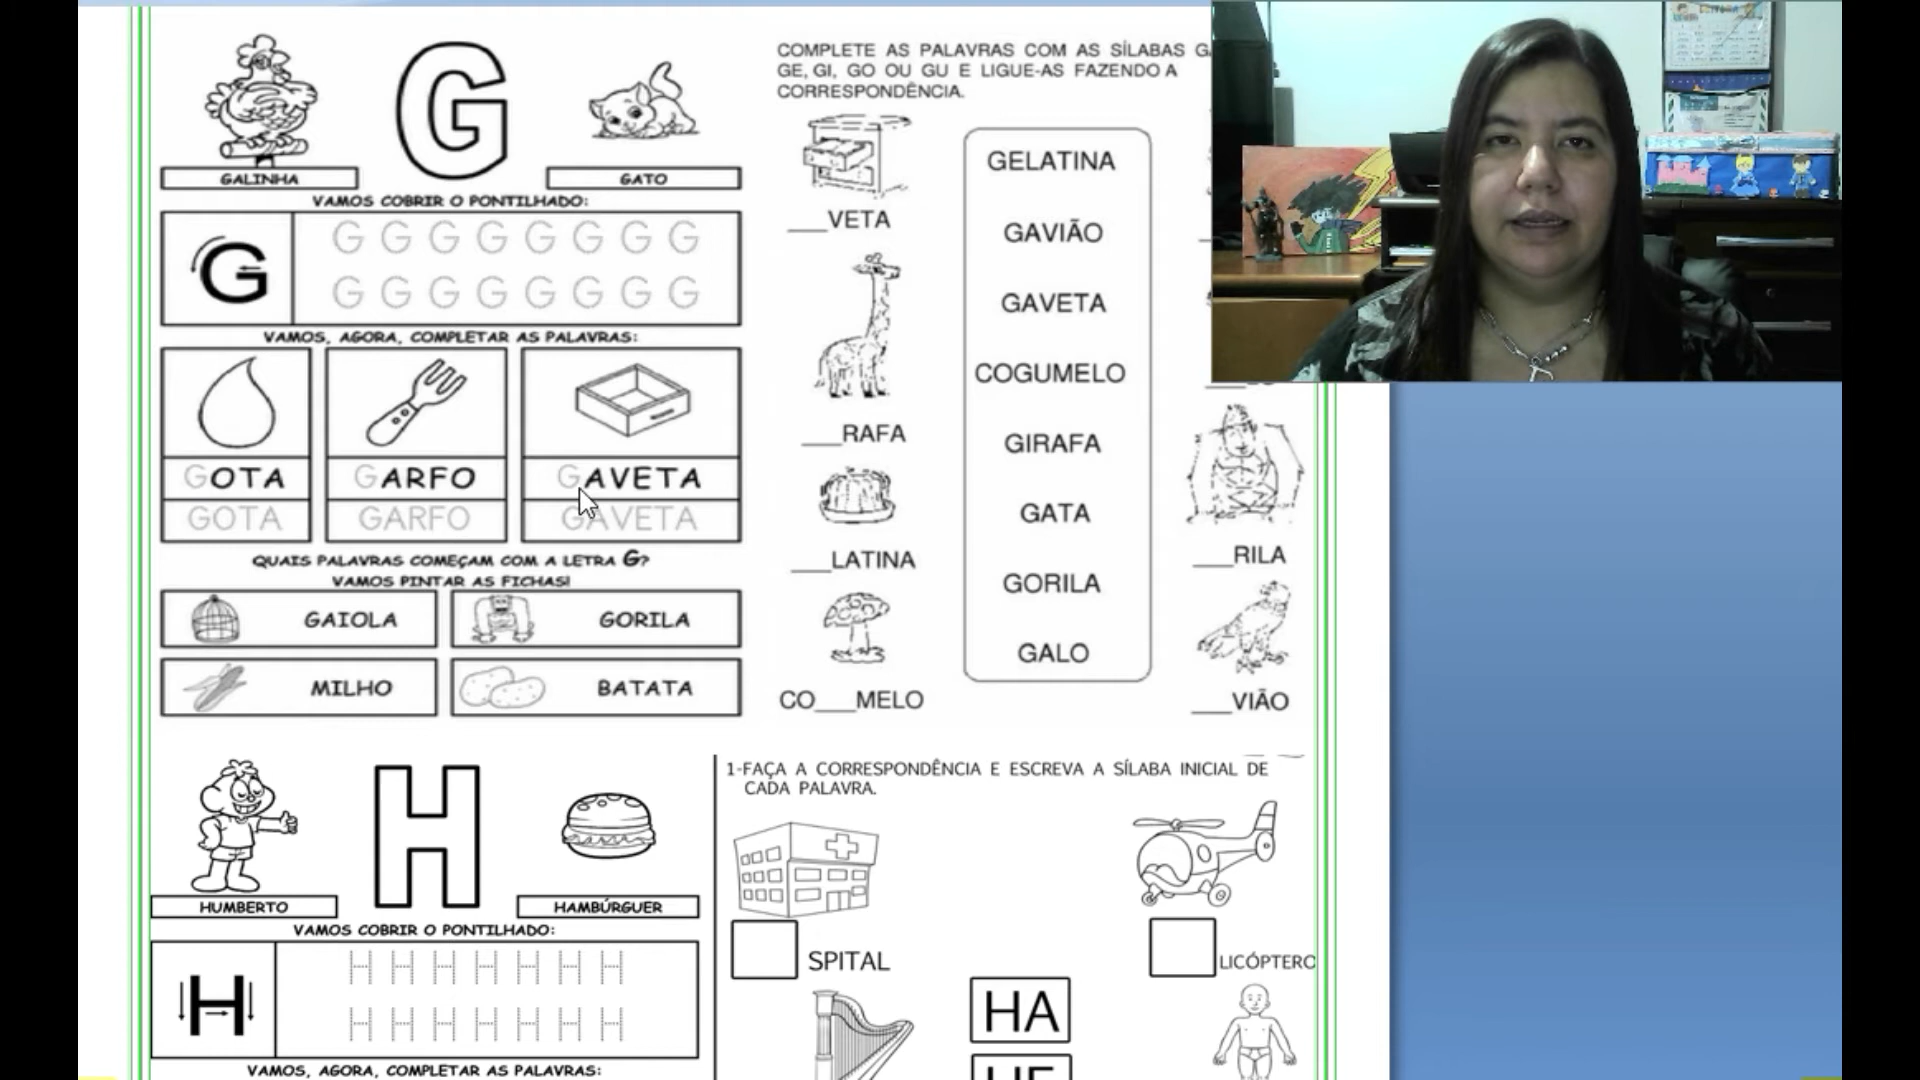 G
GALINHA
GATO
VAMOS COBRIR O PONTILHADO:
G
G G G G G G G G
G G G G G G G G
VAMOS, AGORA, COMPLETAR AS PALAVRAS:
GOTA
GARFO
GAVETA
GOTA
GARFO
GAVETA
QUAIS PALAVRAS COMEÇAM COM A LETRA G?
VAMOS PINTAR AS FICHAS!
GAIOLA
GORILA
MILHO
BATATA
COMPLETE AS PALAVRAS COM AS SÍLABAS
GE, GI, GO OU GU E LIGUE-AS FAZENDO A
CORRESPONDÊNCIA.
___VETA
___RAFA
___LATINA
CO___MELO
GELATINA
GAVIÃO
GAVETA
COGUMELO
GIRAFA
GATA
GORILA
GALO
___RILA
___VIÃO
H
HUMBERTO
HAMBÚRGUER
VAMOS COBRIR O PONTILHADO:
H
H H H H H H H
H H H H H H H
VAMOS, AGORA, COMPLETAR AS PALAVRAS:
1-FAÇA A CORRESPONDÊNCIA E ESCREVA A SÍLABA INICIAL DE
CADA PALAVRA.
SPITAL
LICÓPTERO
HA